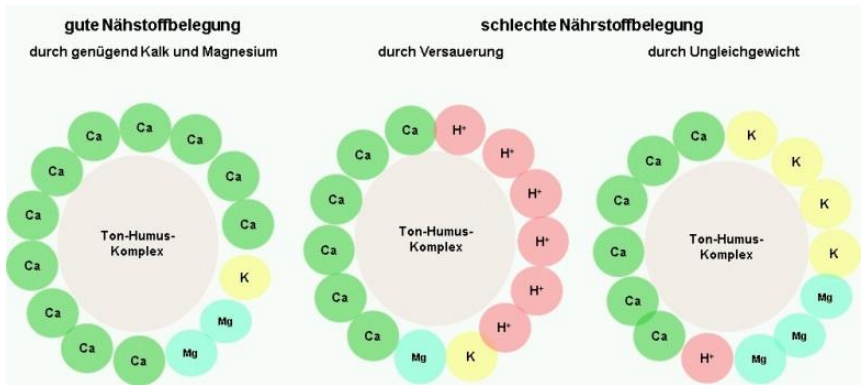 gute Nähstoffbelegung
durch genügend Kalk und Magnesium
schlechte Nährstoffbelegung
durch Versauerung
durch Ungleichgewicht
Ca
Ca
Ca
Ca
Ca
Ca
Ca
Ca
K
Ca
Mg
Ca
Mg
Ca
Ton-Humus-
Komplex
Ca
H⁺
Ca
H⁺
Ca
H⁺
Ca
H⁺
Ca
H⁺
Ca
H⁺
Mg
K
Ton-Humus-
Komplex
Ca
K
Ca
K
Ca
K
Ca
K
Ca
Mg
Ca
Mg
H⁺
Mg
Ton-Humus-
Komplex